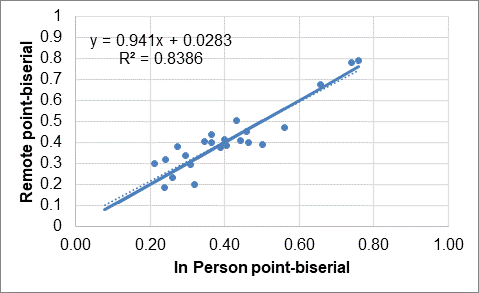 y = 0.941x + 0.0283
R² = 0.8386
1
0.9
0.8
0.7
0.6
0.5
0.4
0.3
0.2
0.1
0
Remote point-biserial
0.00 0.20 0.40 0.60 0.80 1.00
In Person point-biserial